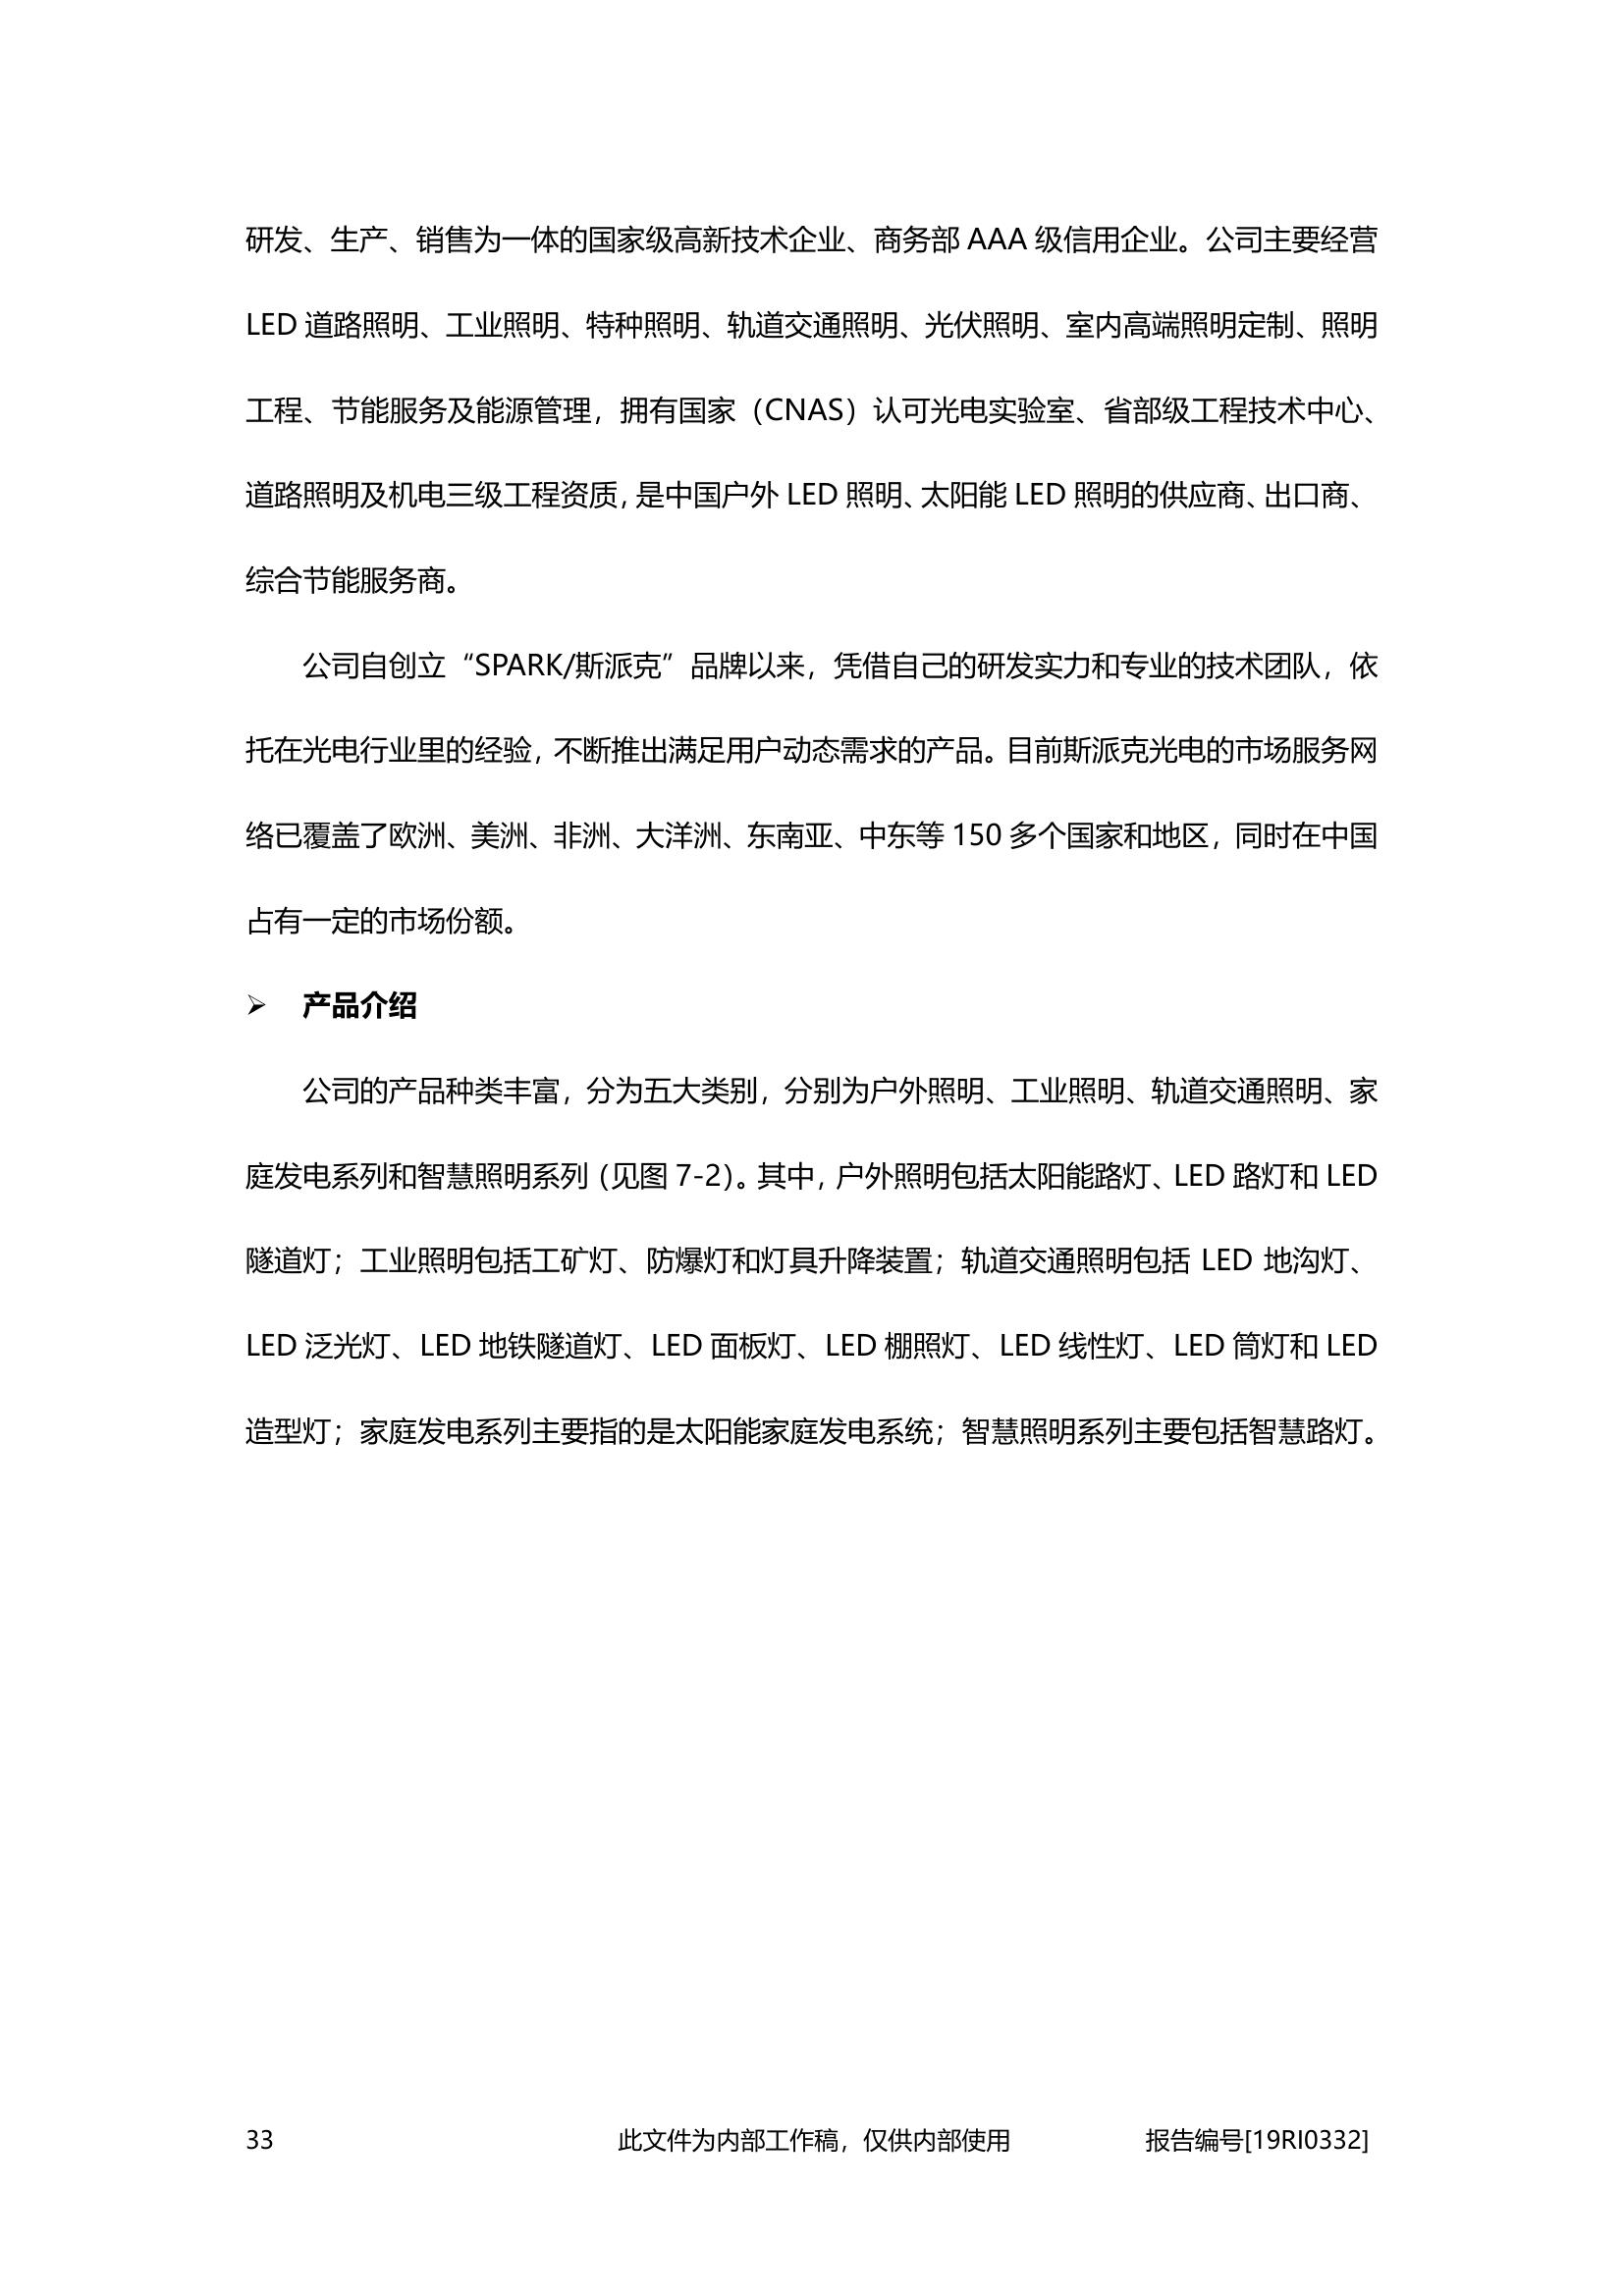 研发、生产、销售为一体的国家级高新技术企业、商务部 AAA 级信用企业。公司主要经营
LED 道路照明、工业照明、特种照明、轨道交通照明、光伏照明、室内高端照明定制、照明
工程、节能服务及能源管理，拥有国家（CNAS）认可光电实验室、省部级工程技术中心、
道路照明及机电三级工程资质，是中国户外 LED 照明、太阳能 LED 照明的供应商、出口商、
综合节能服务商。
公司自创立“SPARK/斯派克”品牌以来，凭借自己的研发实力和专业的技术团队，依
托在光电行业里的经验，不断推出满足用户动态需求的产品。目前斯派克光电的市场服务网
络已覆盖了欧洲、美洲、非洲、大洋洲、东南亚、中东等 150 多个国家和地区，同时在中国
占有一定的市场份额。
➢ 产品介绍
公司的产品种类丰富，分为五大类别，分别为户外照明、工业照明、轨道交通照明、家
庭发电系列和智慧照明系列（见图 7-2）。其中，户外照明包括太阳能路灯、LED 路灯和 LED
隧道灯；工业照明包括工矿灯、防爆灯和灯具升降装置；轨道交通照明包括 LED 地沟灯、
LED 泛光灯、LED 地铁隧道灯、LED 面板灯、LED 棚照灯、LED 线性灯、LED 筒灯和 LED
造型灯；家庭发电系列主要指的是太阳能家庭发电系统；智慧照明系列主要包括智慧路灯。
33 此文件为内部工作稿，仅供内部使用 报告编号[19RI0332]